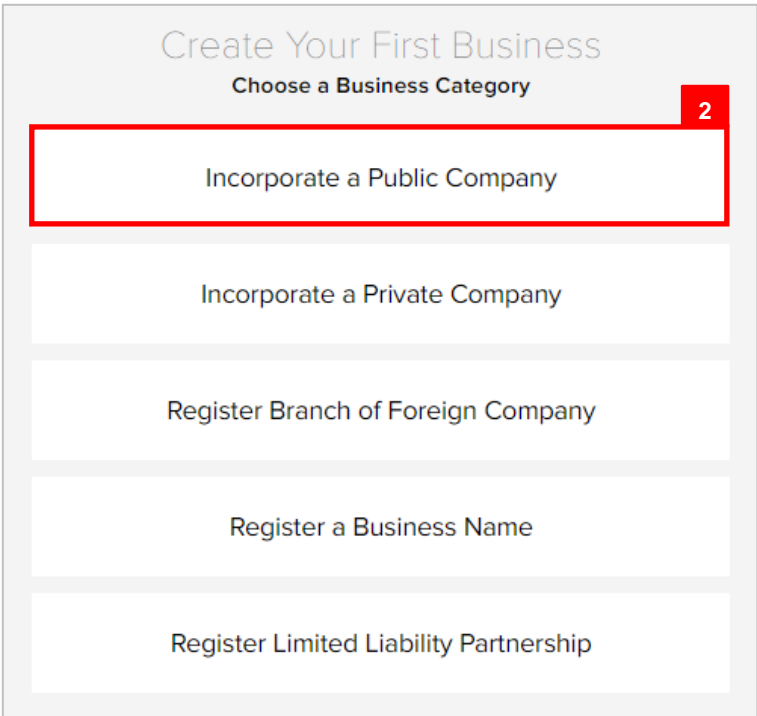 Create Your First Business
Choose a Business Category
2
Incorporate a Public Company
Incorporate a Private Company
Register Branch of Foreign Company
Register a Business Name
Register Limited Liability Partnership